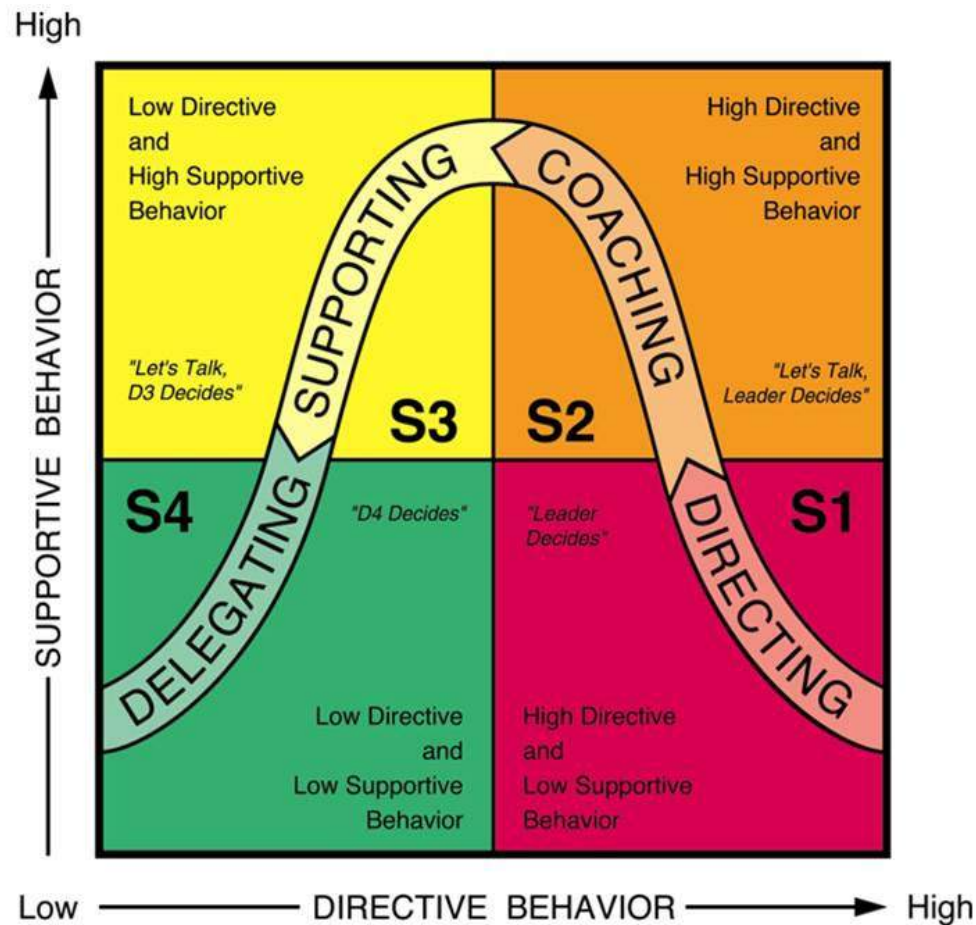 High
Low Directive
and
High Supportive
Behavior
High Directive
and
High Supportive
Behavior
SUPPORTING
COACHING
"Let's Talk,
D3 Decides"
"Let's Talk,
Leader Decides"
S3
S2
SUPPORTIVE BEHAVIOR
S4
"D4 Decides"
"Leader
Decides"
S1
DELEGATING
DIRECTING
Low Directive
and
Low Supportive
Behavior
High Directive
and
Low Supportive
Behavior
Low
DIRECTIVE BEHAVIOR
High